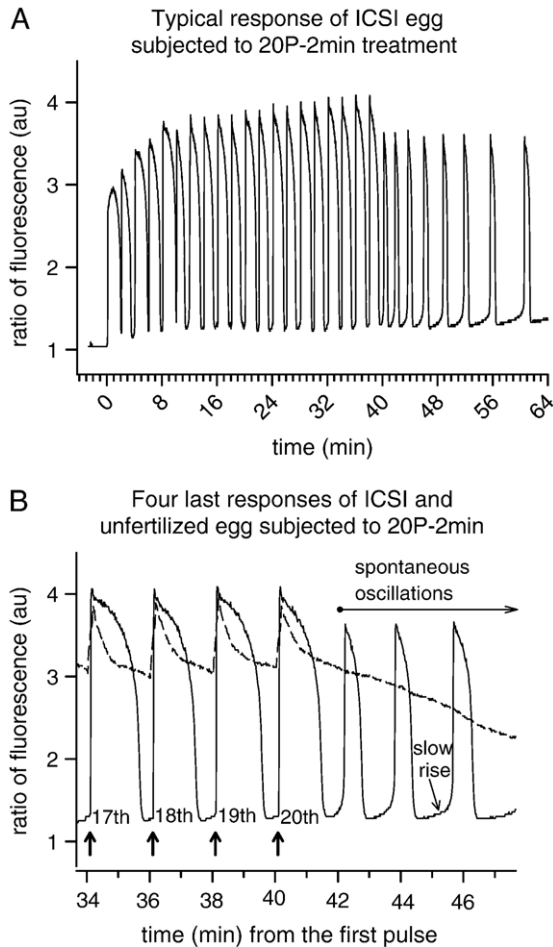 A
Typical response of ICSI egg
subjected to 20P-2min treatment
ratio of fluorescence (au)
4
3
2
1
0 8 16 24 32 40 48 56 64
time (min)
B
Four last responses of ICSI and
unfertilized egg subjected to 20P-2min
ratio of fluorescence (au)
4
3
2
1
spontaneous
oscillations
slow
rise
17th 18th 19th 20th
34 36 38 40 42 44 46
time (min) from the first pulse